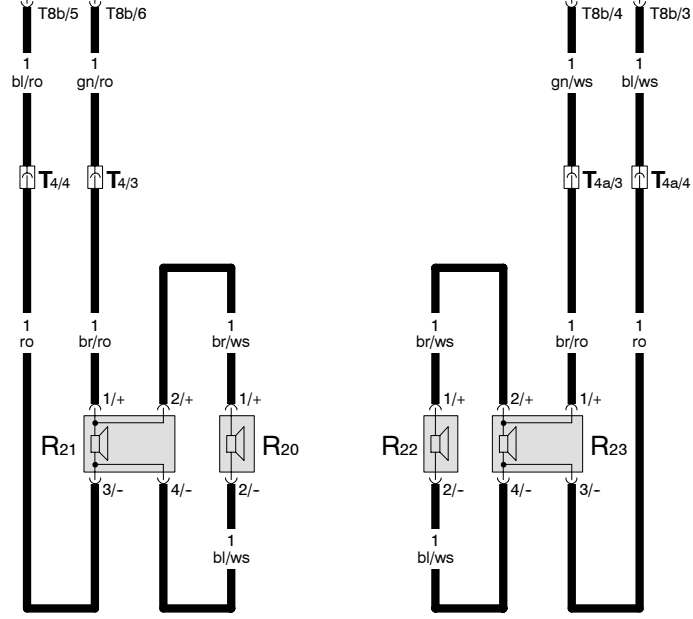 T8b/5 T8b/6 T8b/4 T8b/3
1 1 1 1
bl/ro gn/ro gn/ws bl/ws
T4/4 T4/3 T4a/3 T4a/4
1 1 1 1 1 1
ro br/ro br/ws br/ws br/ro ro
1/+ 2/+ 1/+ 1/+ 2/+ 1/+
R21 R20 R22 R23
3/- 4/- 2/- 2/- 4/- 3/-
1 1
bl/ws bl/ws